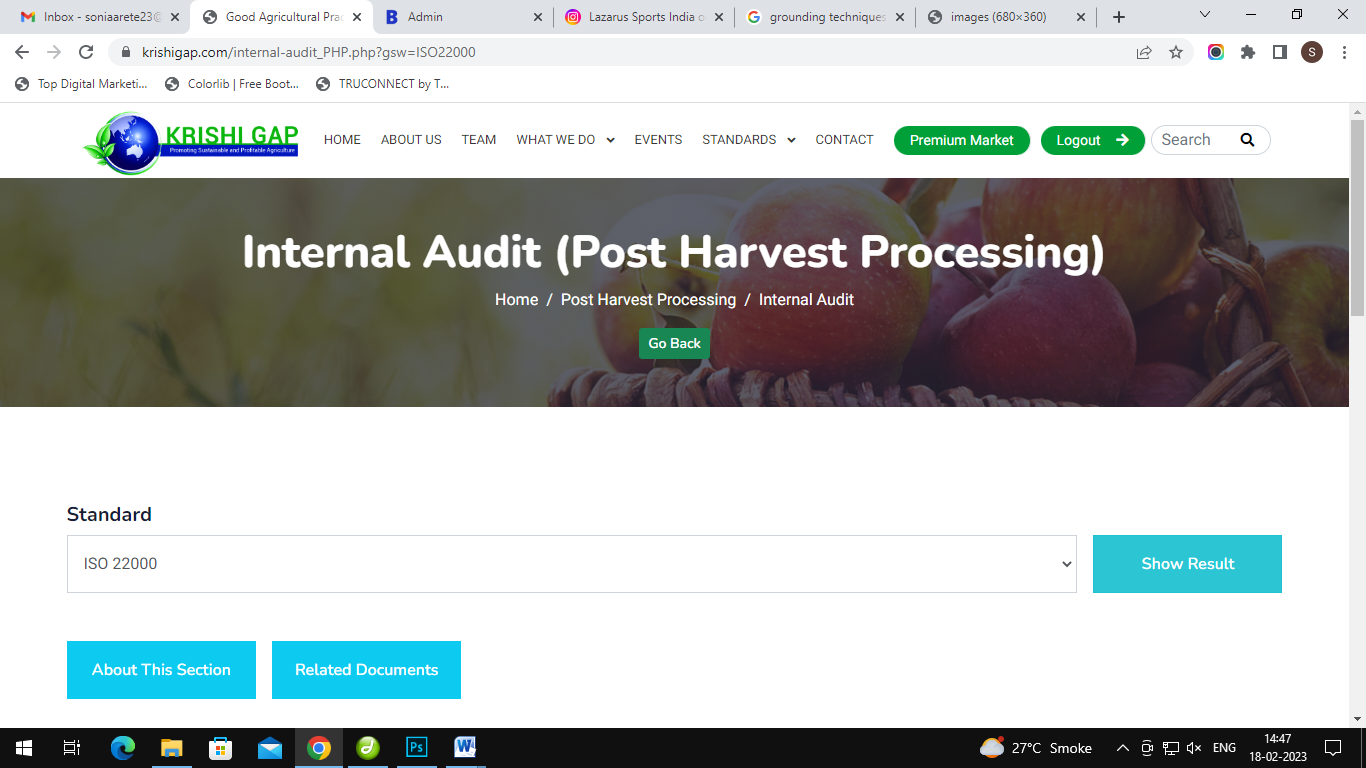 Inbox - soniaarete23@
Good Agricultural Prac
Admin
Lazarus Sports India o
grounding techniques
images (680×360)
krishigap.com/internal-audit_PHP.php?gsw=ISO22000
S
Top Digital Marketi...
Colorlib | Free Boot...
TRUCONNECT by T...
KRISHI GAP
Promoting Sustainable and Profitable Agriculture
HOME
ABOUT US
TEAM
WHAT WE DO
EVENTS
STANDARDS
CONTACT
Premium Market
Logout
Search
Internal Audit (Post Harvest Processing)
Home / Post Harvest Processing / Internal Audit
Go Back
Standard
ISO 22000
Show Result
About This Section
Related Documents
27°C Smoke
ENG
14:47
18-02-2023